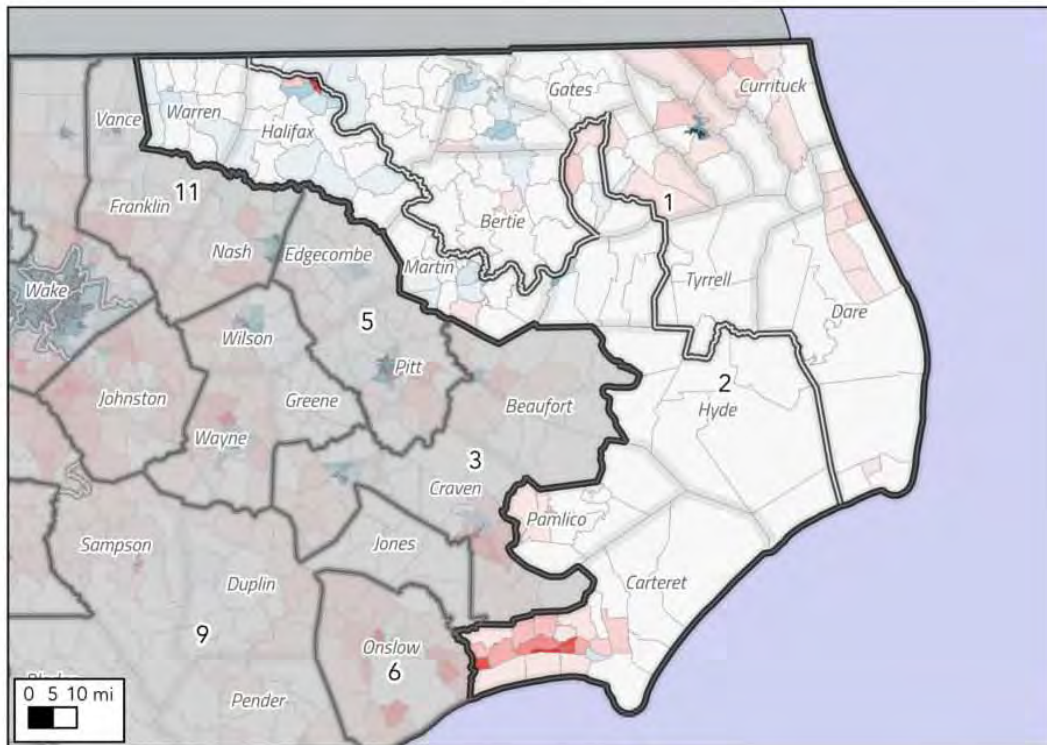 Currituck
Gates
Warren
Vance
Halifax
11
Franklin
1
Bertie
Nash
Edgecombe
Martin
Tyrrell
Wake
Dare
5
Wilson
Pitt
2
Johnston
Greene
Beaufort
Hyde
Wayne
3
Craven
Pamlico
Sampson
Jones
Duplin
Carteret
9
Onslow
6
0 5 10 mi
Pender